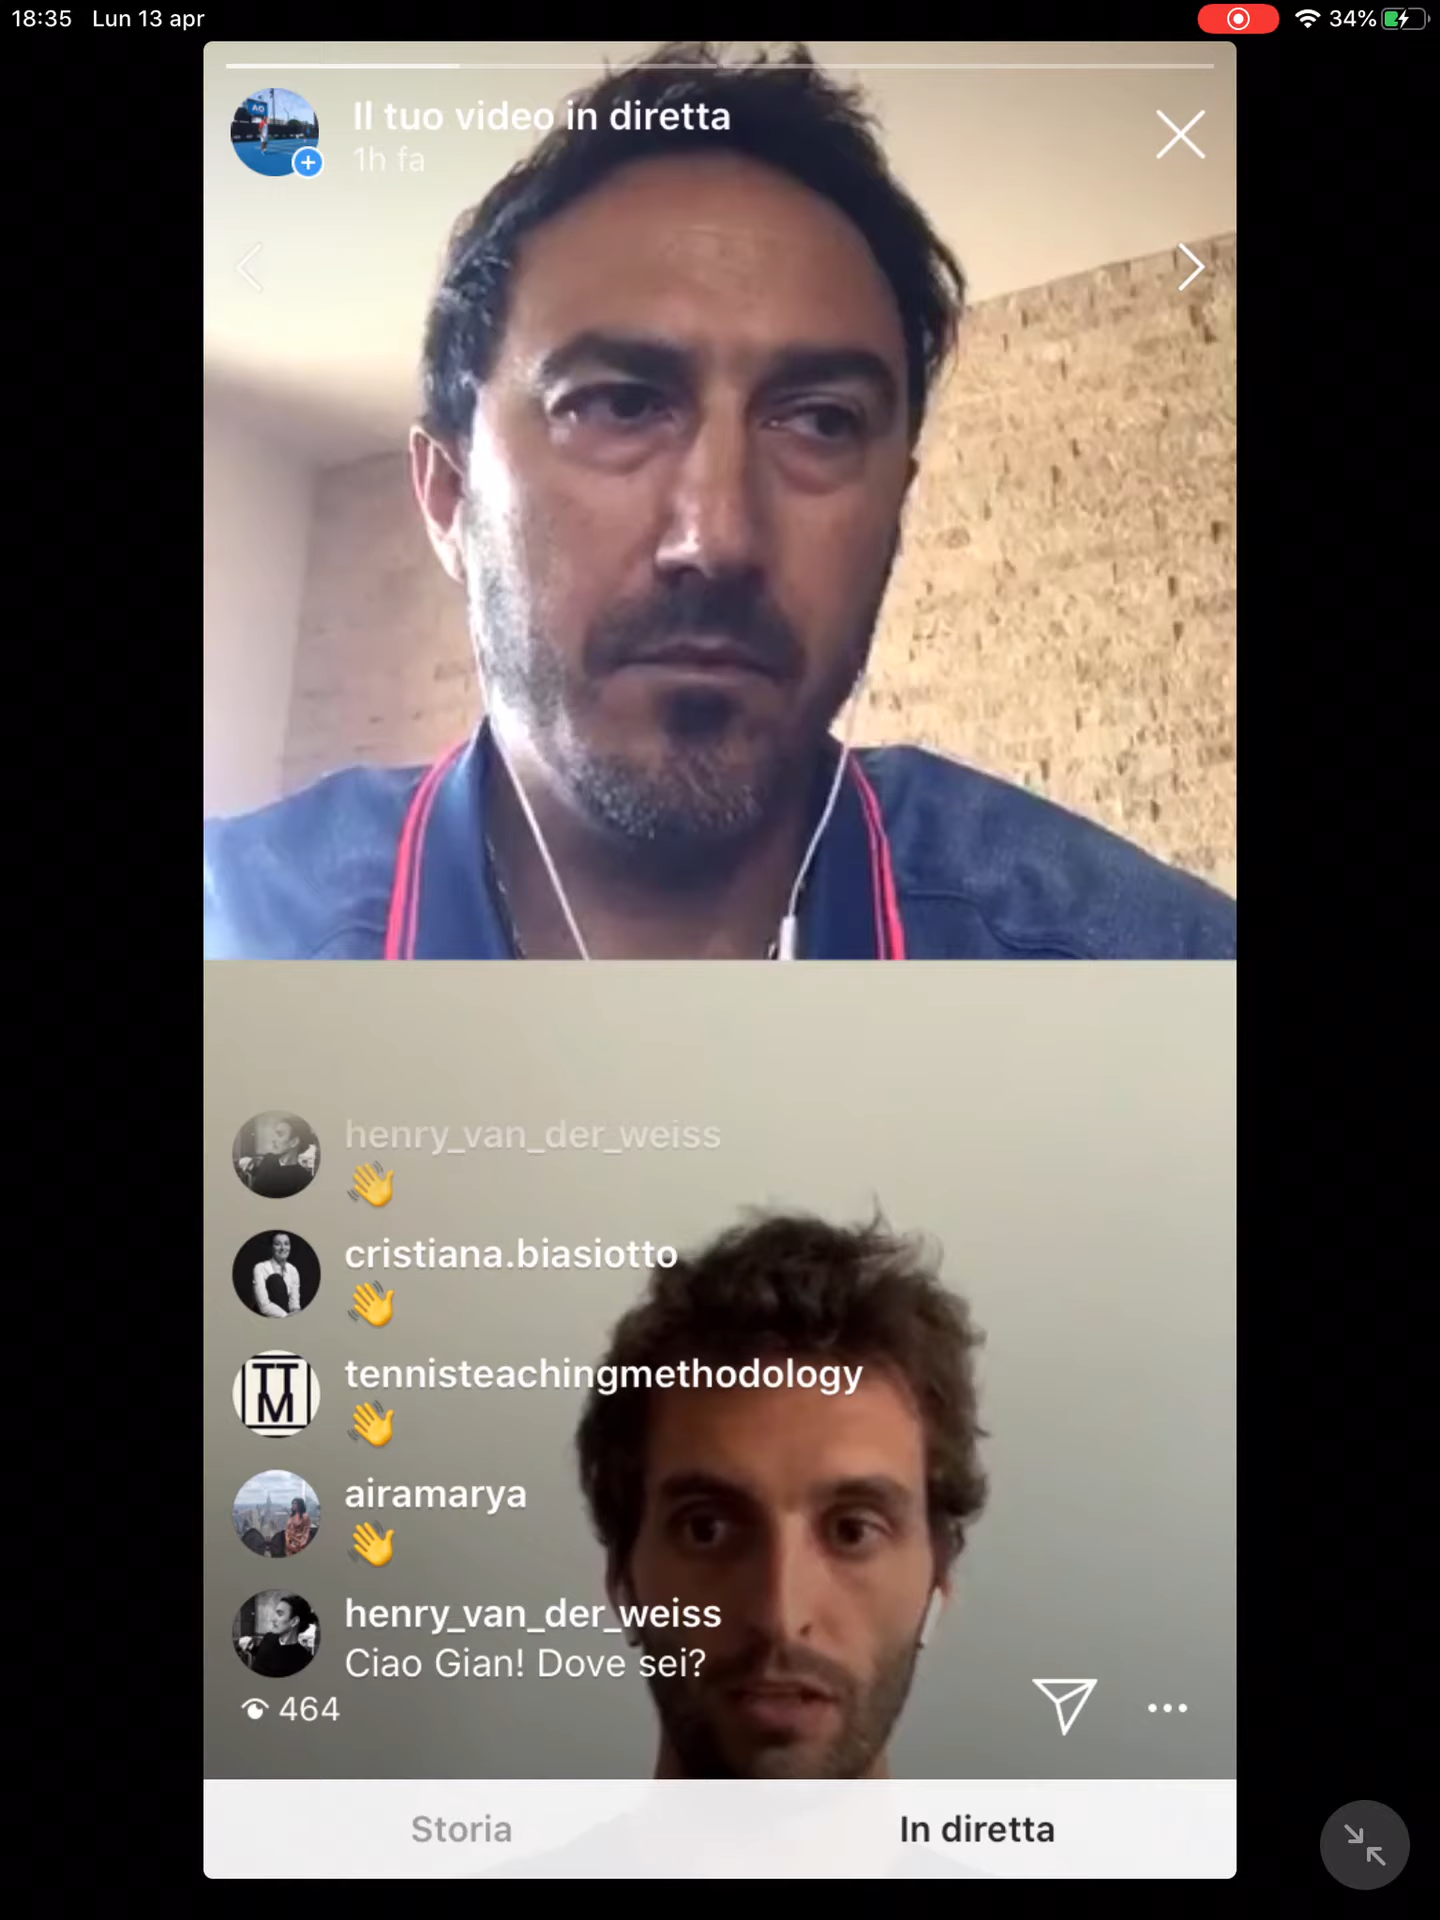 18:35 Lun 13 apr
34%
AO
Il tuo video in diretta
1h fa
henry_van_der_weiss
👋
cristiana.biasiotto
👋
tennisteachingmethodology
👋
TTM
airamarya
👋
henry_van_der_weiss
Ciao Gian! Dove sei?
464
Storia
In diretta